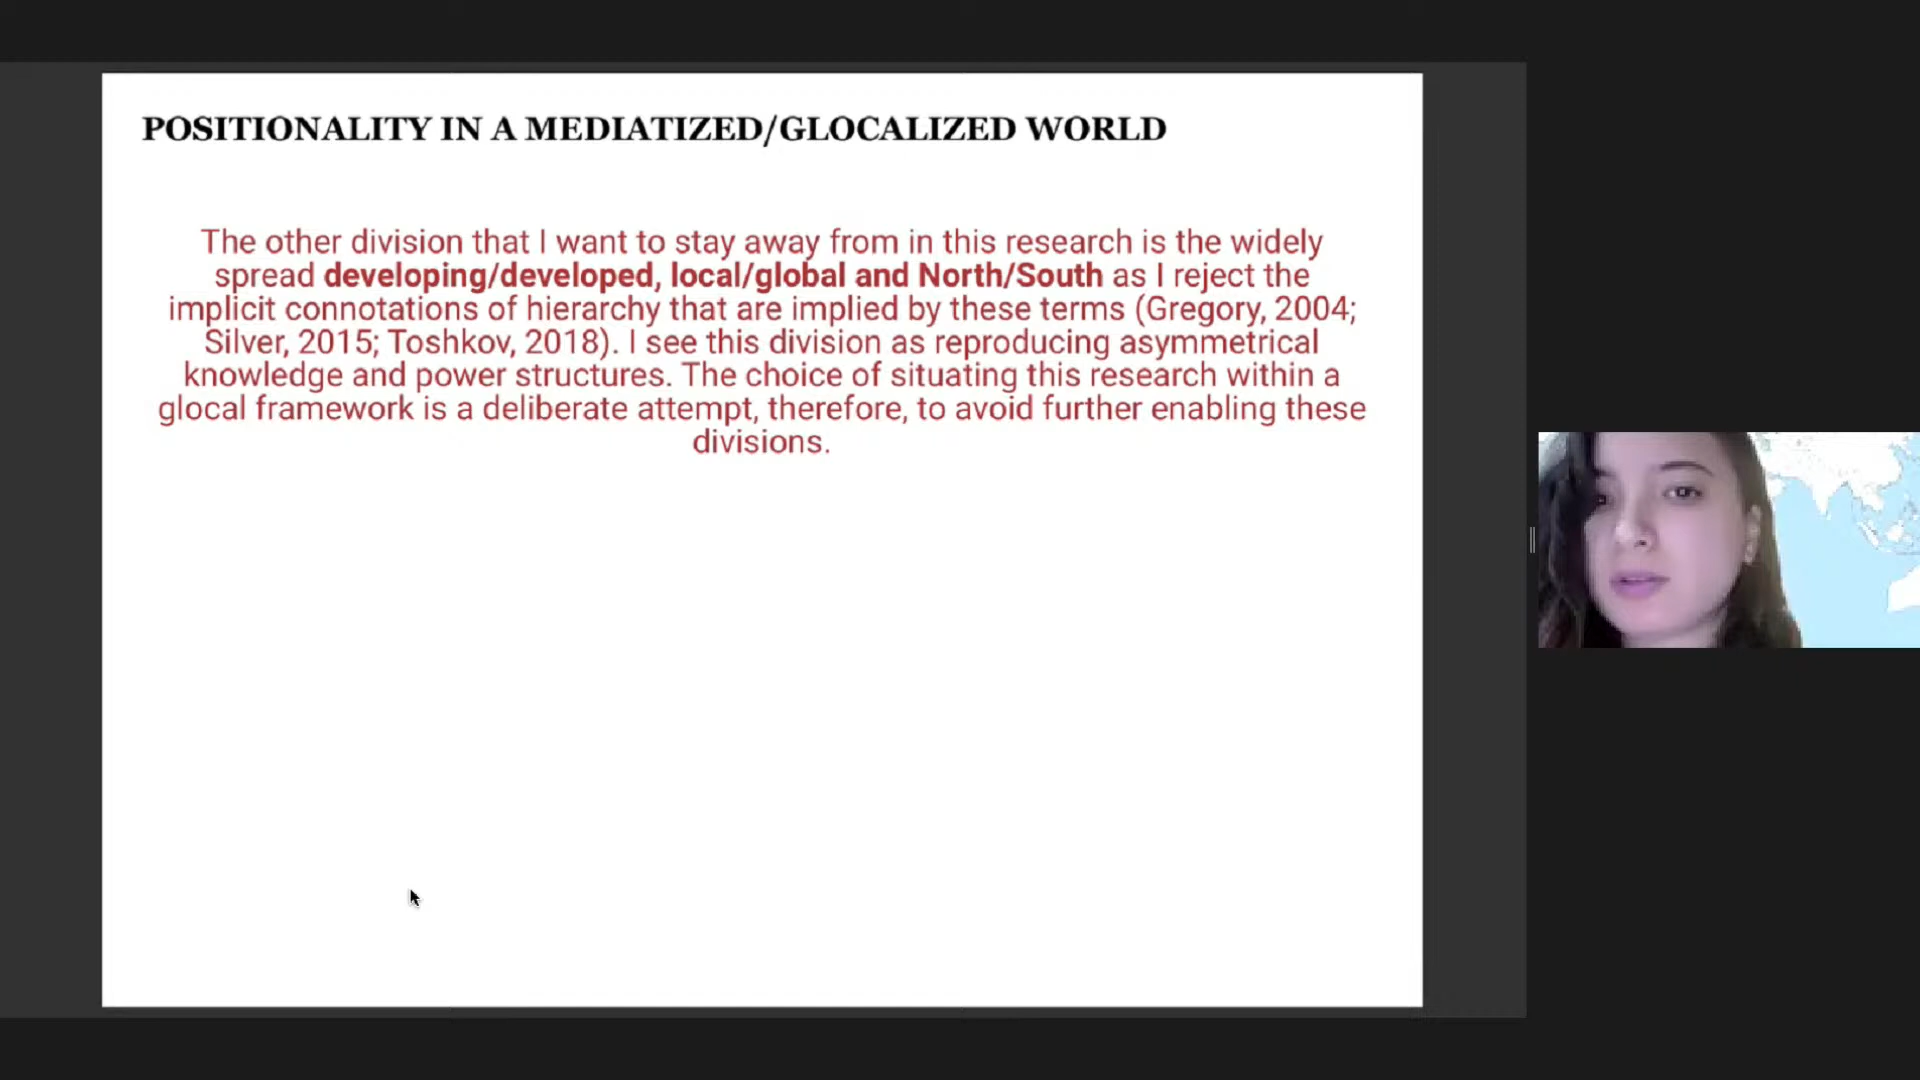 POSITIONALITY IN A MEDIATIZED/GLOCALIZED WORLD
The other division that I want to stay away from in this research is the widely
spread developing/developed, local/global and North/South as I reject the
implicit connotations of hierarchy that are implied by these terms (Gregory, 2004;
Silver, 2015; Toshkov, 2018). I see this division as reproducing asymmetrical
knowledge and power structures. The choice of situating this research within a
glocal framework is a deliberate attempt, therefore, to avoid further enabling these
divisions.